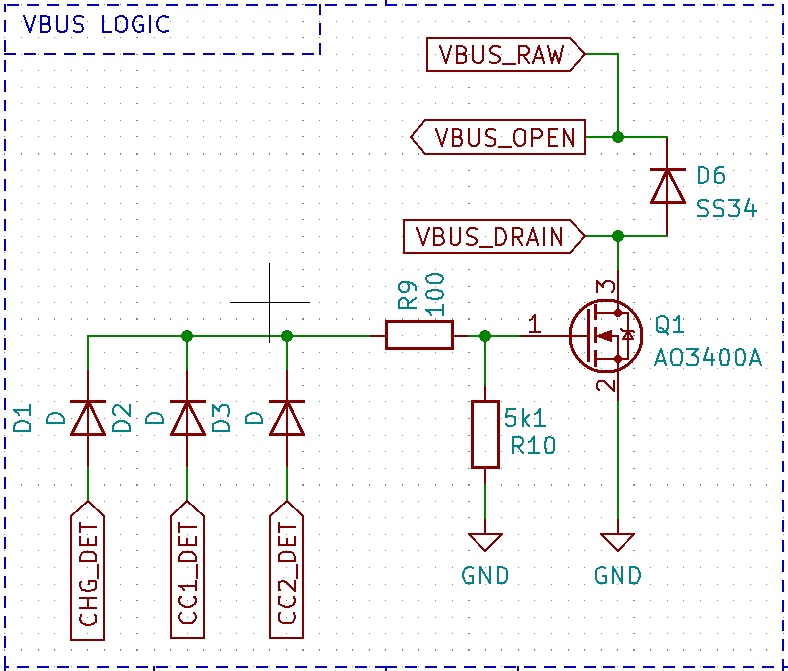 VBUS LOGIC
VBUS_RAW
VBUS_OPEN
D6
SS34
VBUS_DRAIN
R9
100
3
1
Q1
AO3400A
2
D1
D
D2
D
D3
D
5k1
R10
CHG_DET
CC1_DET
CC2_DET
GND
GND